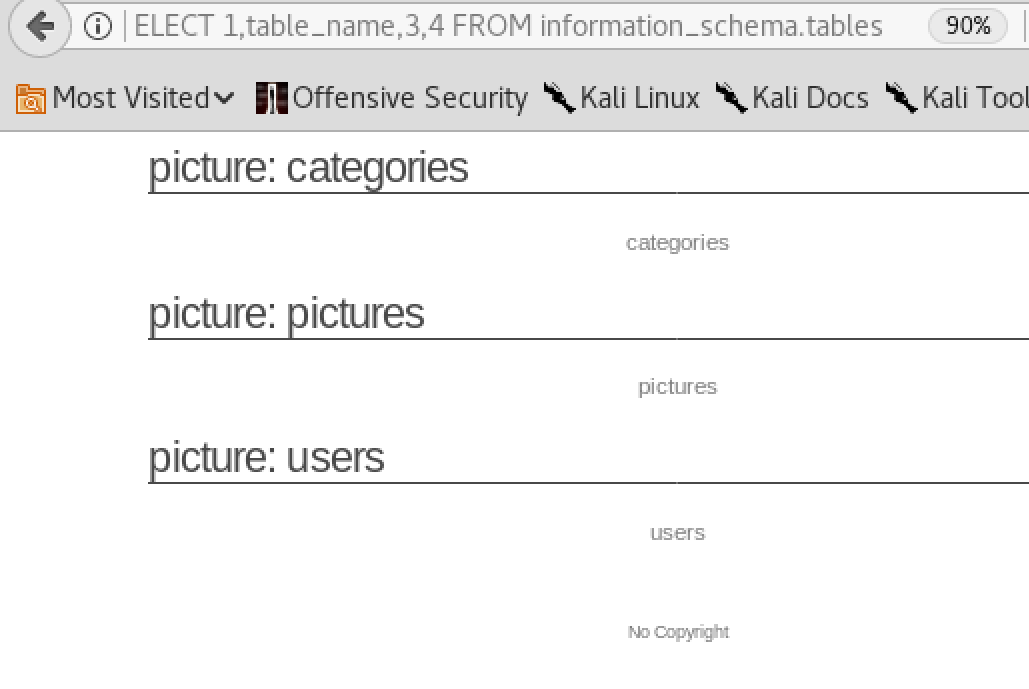 ELECT 1,table_name,3,4 FROM information_schema.tables 90%
Most Visited Offensive Security Kali Linux Kali Docs Kali Tool
picture: categories
categories
picture: pictures
pictures
picture: users
users
No Copyright